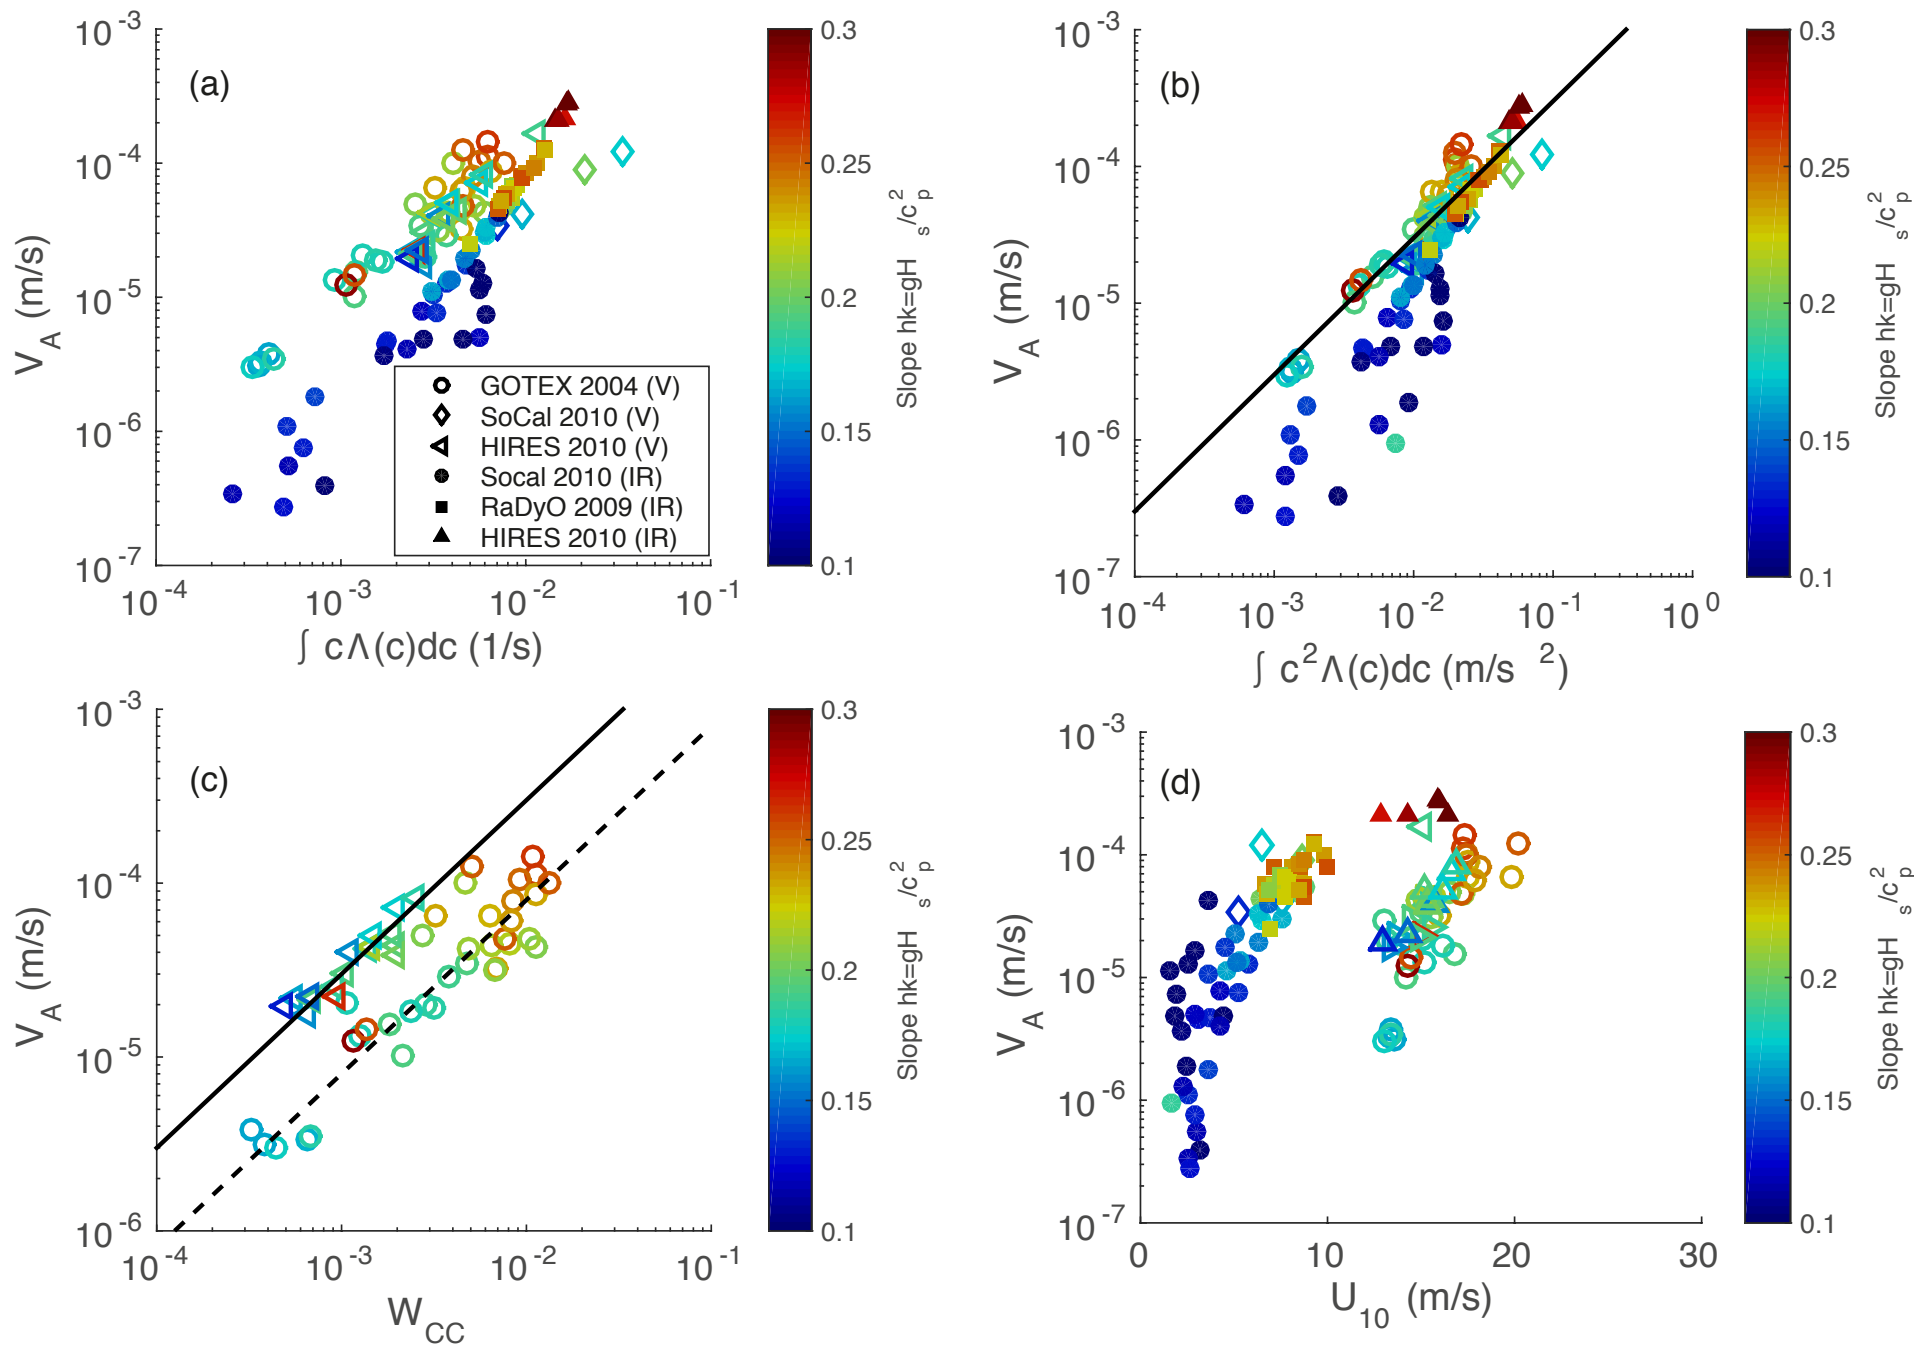 (a)
10^-3
10^-4
10^-5
10^-6
10^-7
V_A (m/s)
10^-4 10^-3 10^-2 10^-1
∫ cΛ(c)dc (1/s)
GOTEX 2004 (V)
SoCal 2010 (V)
HIRES 2010 (V)
Socal 2010 (IR)
RaDyO 2009 (IR)
HIRES 2010 (IR)
0.3
0.25
0.2
0.15
0.1
Slope hk=gH_s/c_p^2
(b)
10^-3
10^-4
10^-5
10^-6
10^-7
V_A (m/s)
10^-4 10^-3 10^-2 10^-1 10^0
∫ c^2Λ(c)dc (m/s^2)
0.3
0.25
0.2
0.15
0.1
Slope hk=gH_s/c_p^2
(c)
10^-3
10^-4
10^-5
10^-6
V_A (m/s)
10^-4 10^-3 10^-2 10^-1
W_CC
0.3
0.25
0.2
0.15
0.1
Slope hk=gH_s/c_p^2
(d)
10^-3
10^-4
10^-5
10^-6
10^-7
V_A (m/s)
0 10 20 30
U_10 (m/s)
0.3
0.25
0.2
0.15
0.1
Slope hk=gH_s/c_p^2